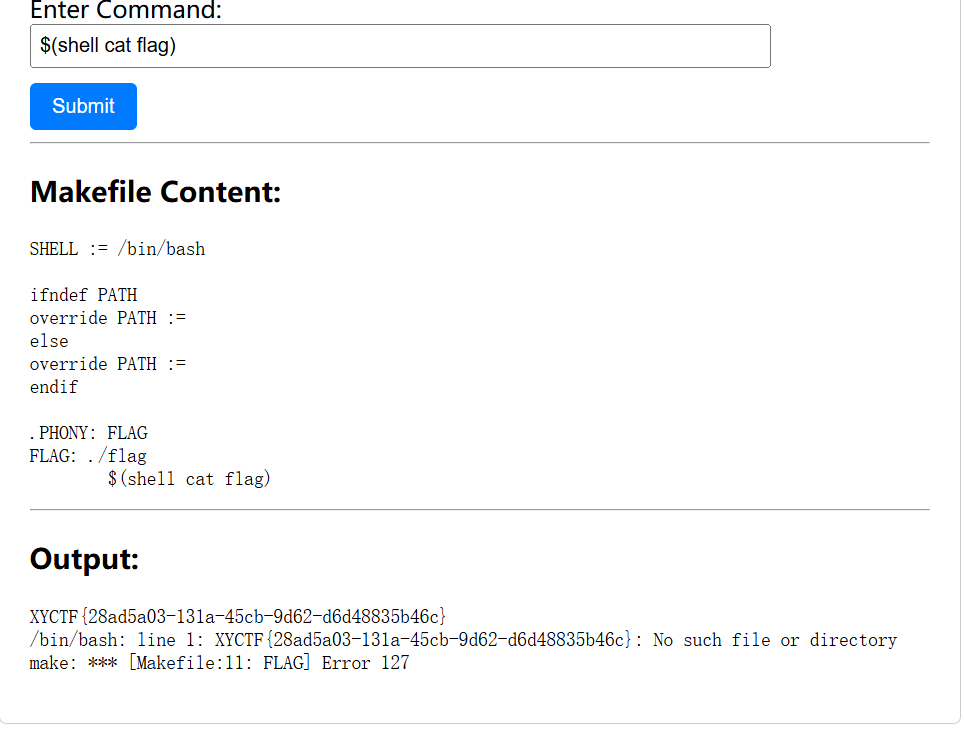 Enter Command:
$(shell cat flag)
Submit
Makefile Content:
SHELL := /bin/bash
ifndef PATH
override PATH :=
else
override PATH :=
endif
.PHONY: FLAG
FLAG: ./flag
        $(shell cat flag)
Output:
XYCTF{28ad5a03-131a-45cb-9d62-d6d48835b46c}
/bin/bash: line 1: XYCTF{28ad5a03-131a-45cb-9d62-d6d48835b46c}: No such file or directory
make: *** [Makefile:11: FLAG] Error 127